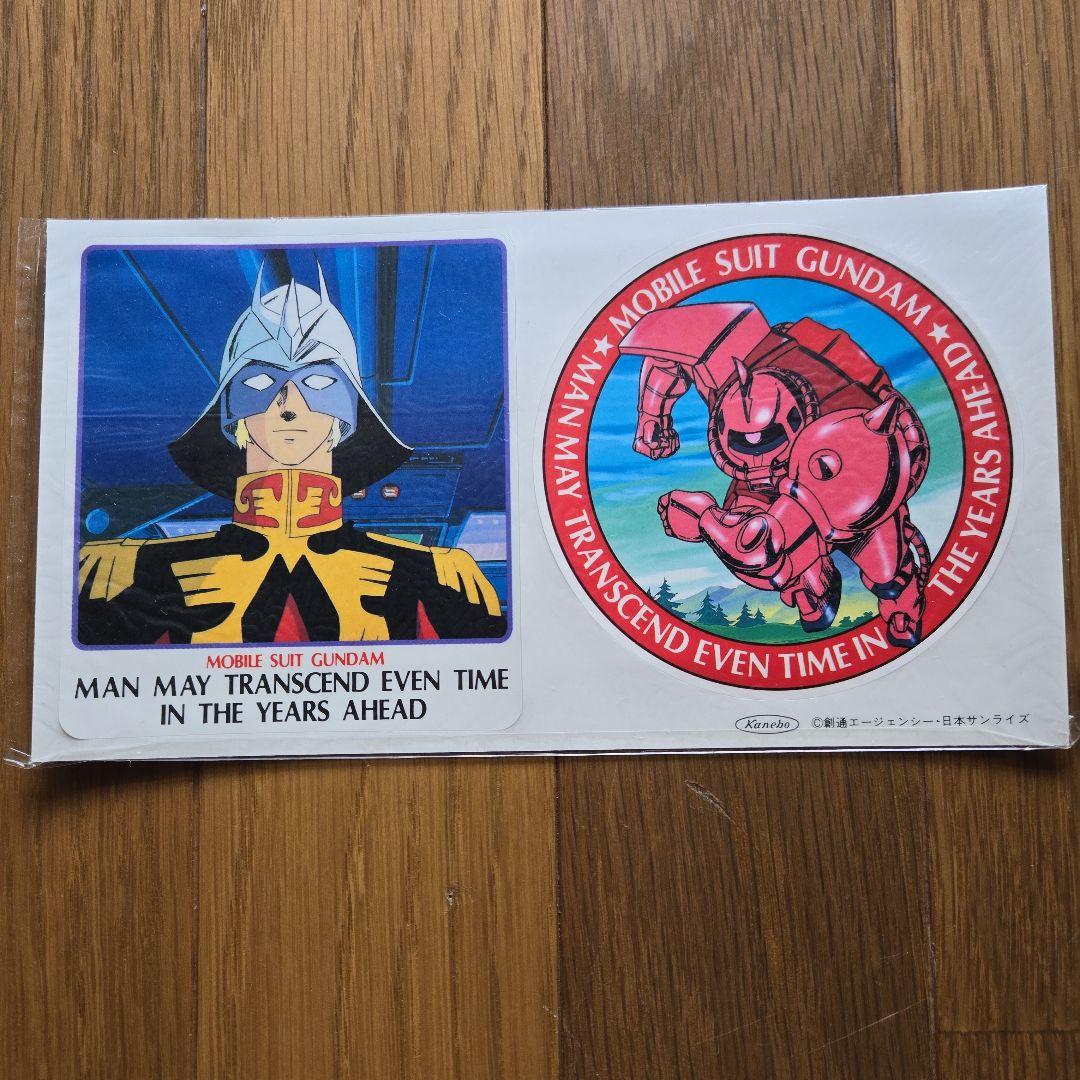 MOBILE SUIT GUNDAM
MAN MAY TRANSCEND EVEN TIME
IN THE YEARS AHEAD
★MOBILE SUIT GUNDAM★
MAN MAY TRANSCEND EVEN TIME IN THE YEARS AHEAD
Kanebo
©創通エージェンシー・日本サンライズ